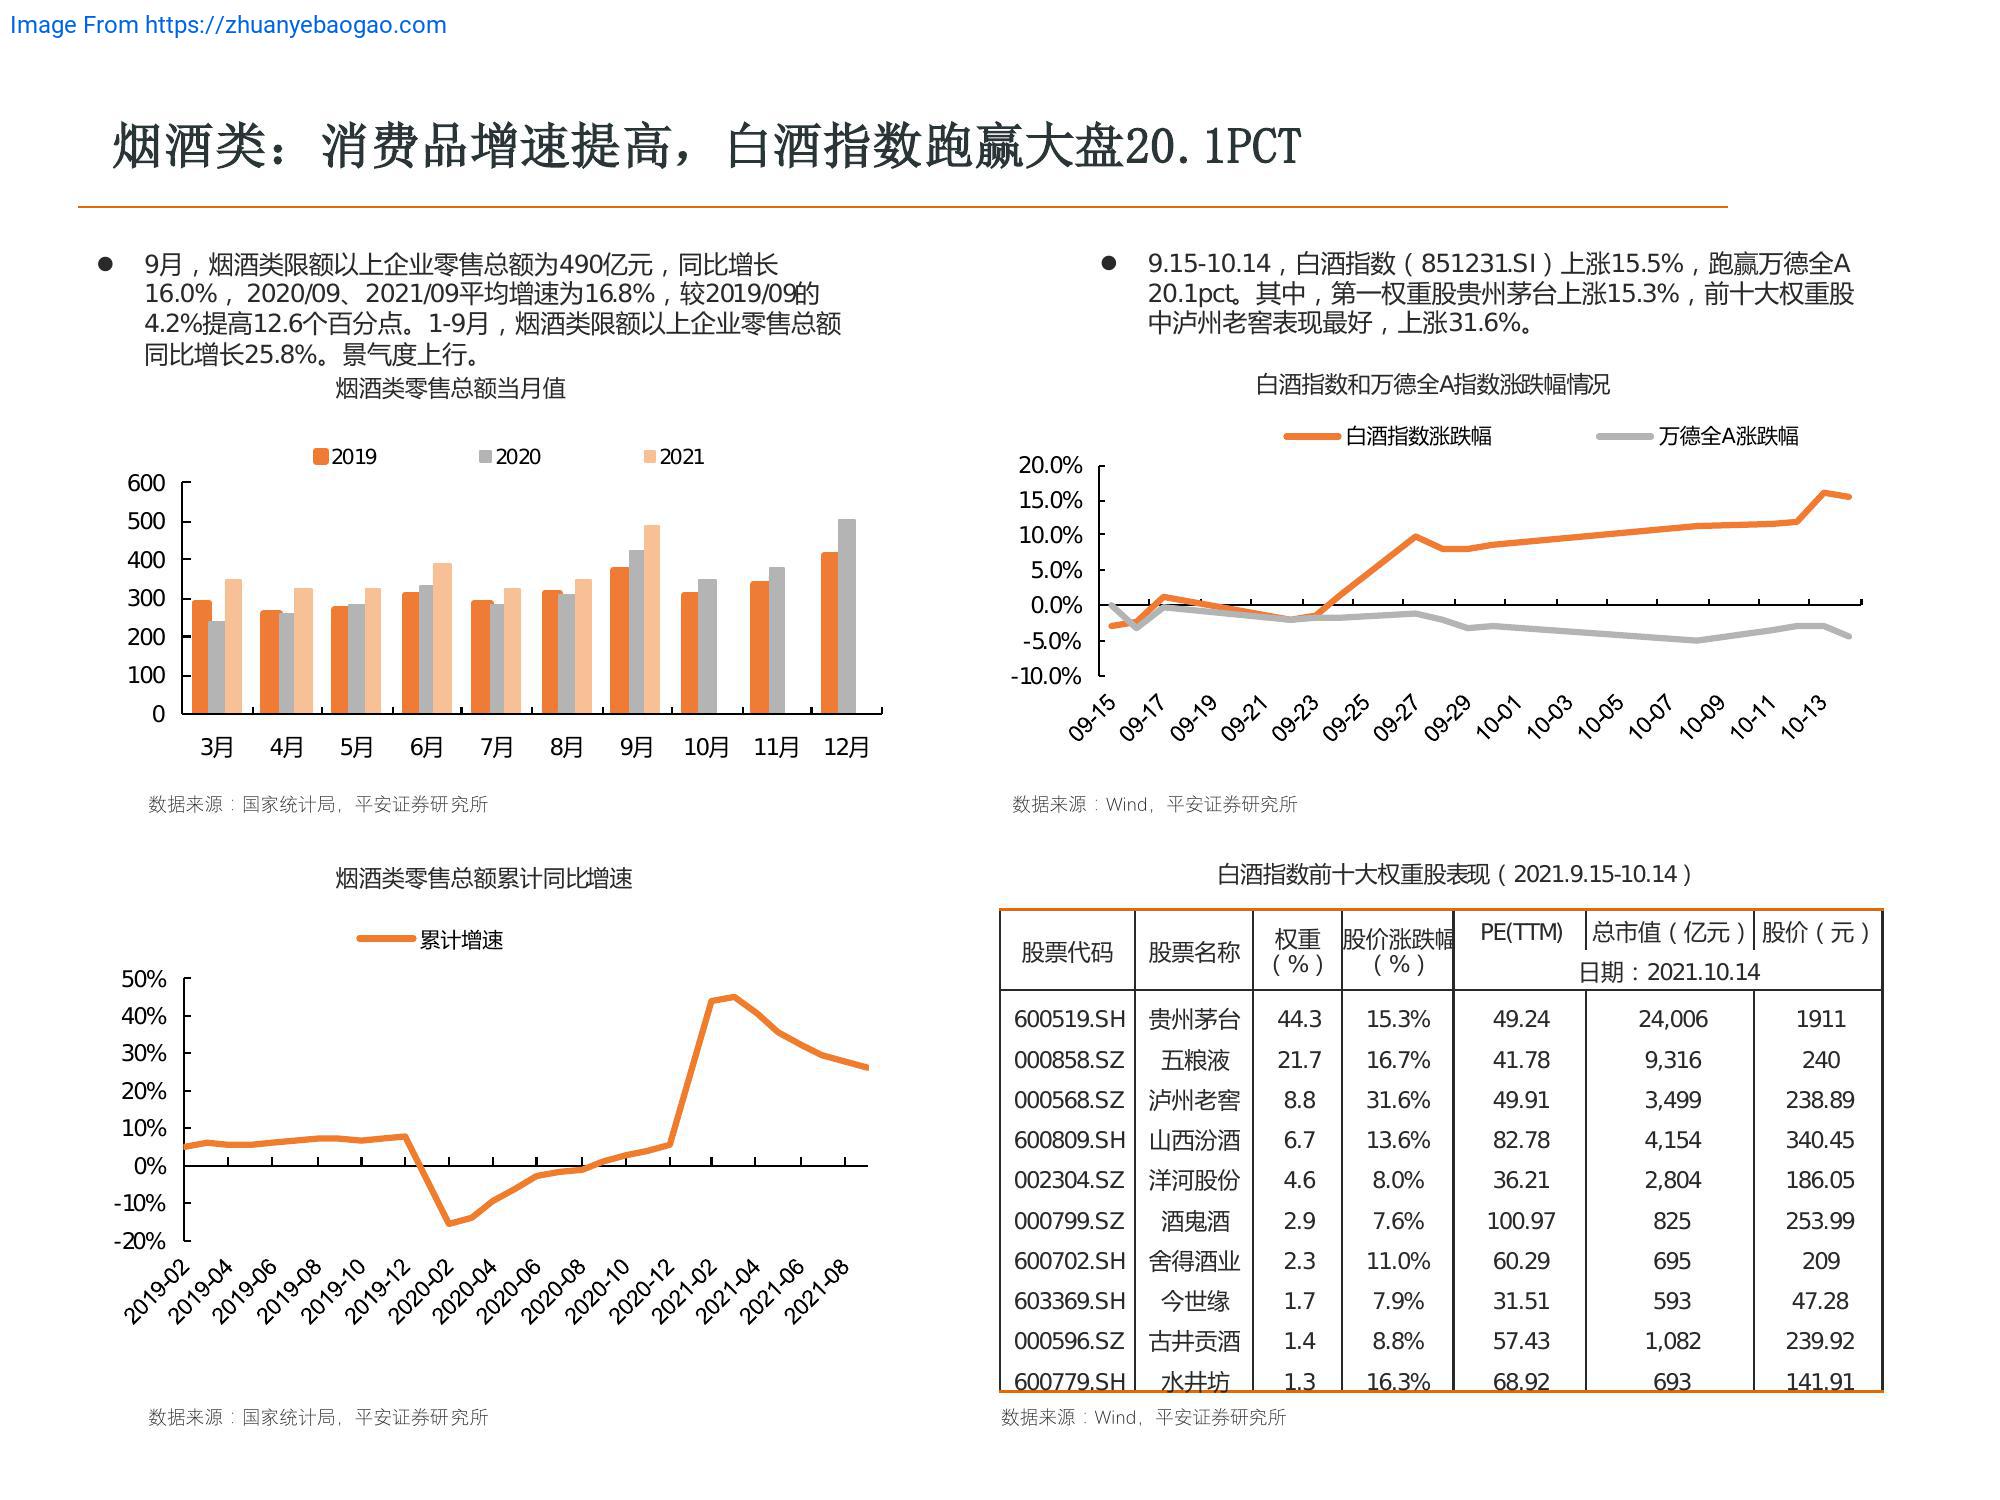 Image From https://zhuanyebaogao.com
烟酒类：消费品增速提高，白酒指数跑赢大盘20.1PCT
● 9月，烟酒类限额以上企业零售总额为490亿元，同比增长
16.0%，2020/09、2021/09平均增速为16.8%，较2019/09的
4.2%提高12.6个百分点。1-9月，烟酒类限额以上企业零售总额
同比增长25.8%。景气度上行。
烟酒类零售总额当月值
2019 2020 2021
600
500
400
300
200
100
0
3月 4月 5月 6月 7月 8月 9月 10月 11月 12月
数据来源：国家统计局，平安证券研究所
● 9.15-10.14，白酒指数（851231.SI）上涨15.5%，跑赢万德全A
20.1pct。其中，第一权重股贵州茅台上涨15.3%，前十大权重股
中泸州老窖表现最好，上涨31.6%。
白酒指数和万德全A指数涨跌幅情况
白酒指数涨跌幅 万德全A涨跌幅
20.0%
15.0%
10.0%
5.0%
0.0%
-5.0%
-10.0%
09-15 09-17 09-19 09-21 09-23 09-25 09-27 09-29 10-01 10-03 10-05 10-07 10-09 10-11 10-13
数据来源：Wind，平安证券研究所
烟酒类零售总额累计同比增速
累计增速
50%
40%
30%
20%
10%
0%
-10%
-20%
2019-02 2019-04 2019-06 2019-08 2019-10 2019-12 2020-02 2020-04 2020-06 2020-08 2020-10 2020-12 2021-02 2021-04 2021-06 2021-08
数据来源：国家统计局，平安证券研究所
白酒指数前十大权重股表现（2021.9.15-10.14）
股票代码 股票名称 权重（%） 股价涨跌幅（%） PE(TTM) 总市值（亿元） 股价（元）
日期：2021.10.14
600519.SH 贵州茅台 44.3 15.3% 49.24 24,006 1911
000858.SZ 五粮液 21.7 16.7% 41.78 9,316 240
000568.SZ 泸州老窖 8.8 31.6% 49.91 3,499 238.89
600809.SH 山西汾酒 6.7 13.6% 82.78 4,154 340.45
002304.SZ 洋河股份 4.6 8.0% 36.21 2,804 186.05
000799.SZ 酒鬼酒 2.9 7.6% 100.97 825 253.99
600702.SH 舍得酒业 2.3 11.0% 60.29 695 209
603369.SH 今世缘 1.7 7.9% 31.51 593 47.28
000596.SZ 古井贡酒 1.4 8.8% 57.43 1,082 239.92
600779.SH 水井坊 1.3 16.3% 68.92 693 141.91
数据来源：Wind，平安证券研究所